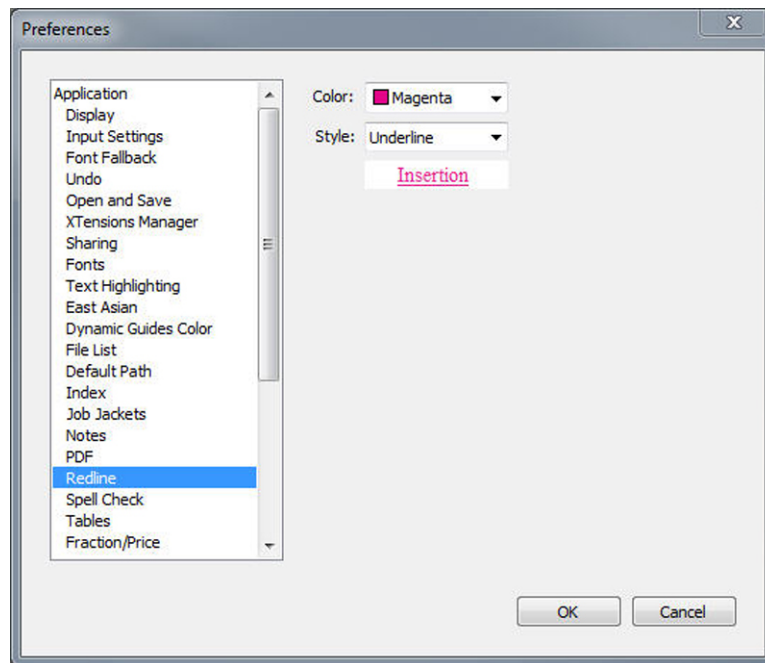 Preferences
X
Application
Display
Input Settings
Font Fallback
Undo
Open and Save
XTensions Manager
Sharing
Fonts
Text Highlighting
East Asian
Dynamic Guides Color
File List
Default Path
Index
Job Jackets
Notes
PDF
Redline
Spell Check
Tables
Fraction/Price
Color: Magenta
Style: Underline
Insertion
OK Cancel